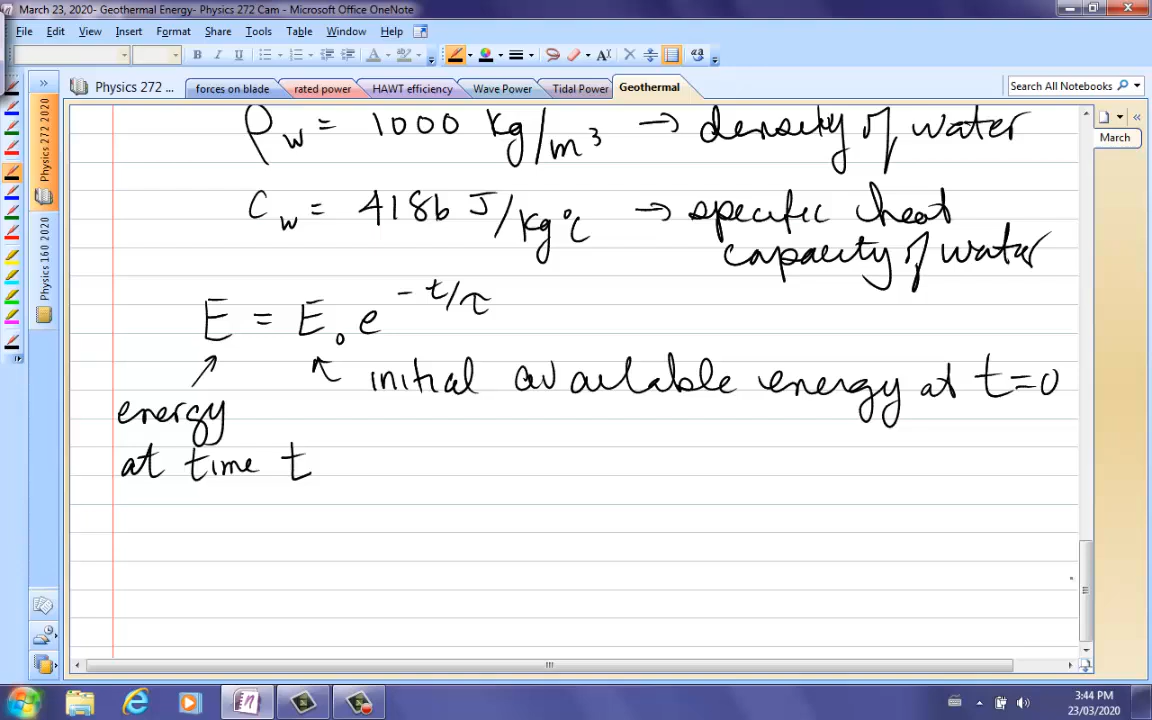 March 23, 2020- Geothermal Energy- Physics 272 Cam - Microsoft Office OneNote
File Edit View Insert Format Share Tools Table Window Help
B I U
Physics 272 ... forces on blade rated power HAWT efficiency Wave Power Tidal Power Geothermal Search All Notebooks
March
Physics 272 2020
Physics 160 2020
ρw = 1000 kg/m³ → density of water
Cw = 4186 J/kg°C → specific heat
capacity of water
E = E₀ e^(-t/τ)
initial available energy at t=0
energy
at time t
3:44 PM
23/03/2020